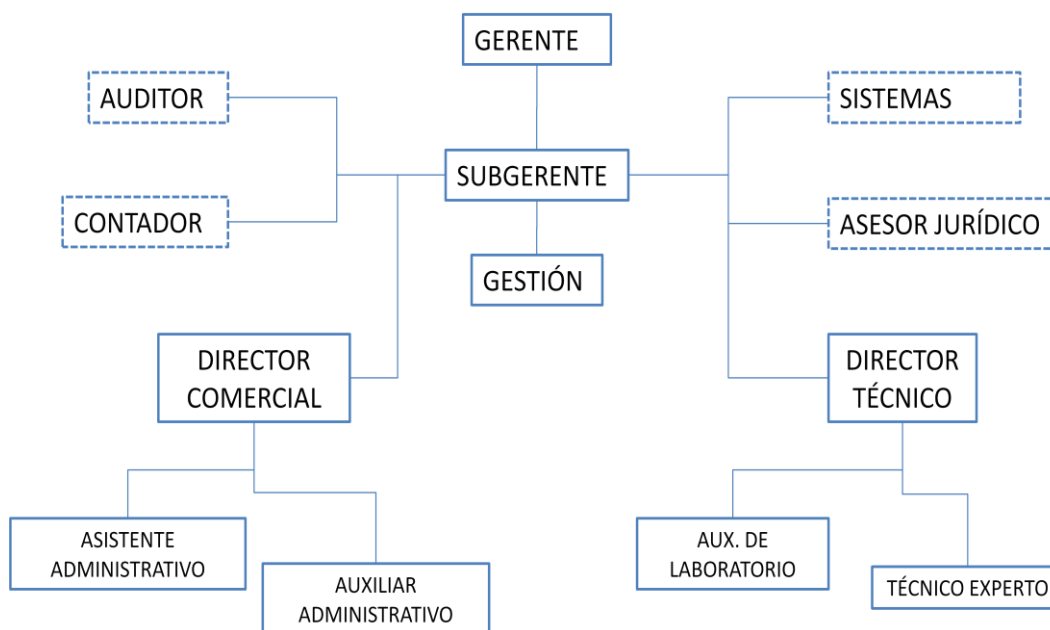 GERENTE
AUDITOR
SISTEMAS
SUBGERENTE
CONTADOR
ASESOR JURÍDICO
GESTIÓN
DIRECTOR
COMERCIAL
DIRECTOR
TÉCNICO
ASISTENTE
ADMINISTRATIVO
AUXILIAR
ADMINISTRATIVO
AUX. DE
LABORATORIO
TÉCNICO EXPERTO